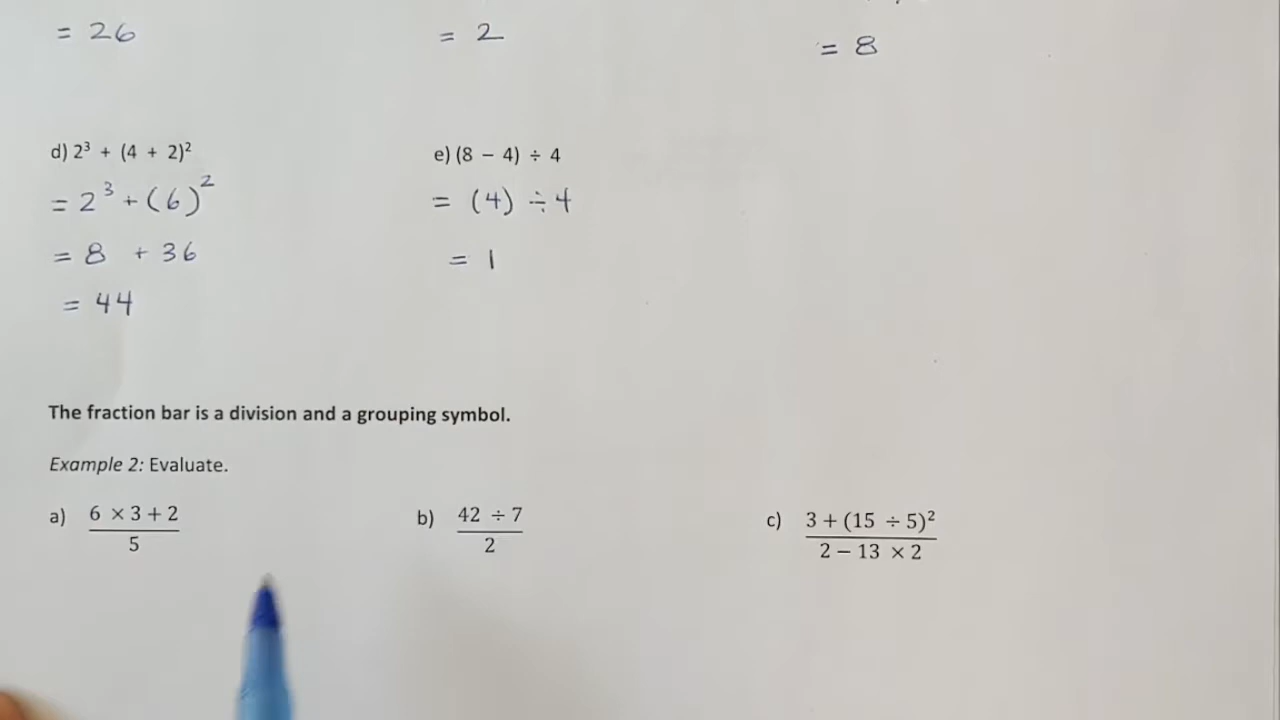 = 26
= 2
= 8
d) 2³ + (4 + 2)²
= 2³ + (6)²
= 8 + 36
= 44
e) (8 − 4) ÷ 4
= (4) ÷ 4
= 1
The fraction bar is a division and a grouping symbol.
Example 2: Evaluate.
a) 6 × 3 + 2
5
b) 42 ÷ 7
2
c) 3 + (15 ÷ 5)²
2 − 13 × 2